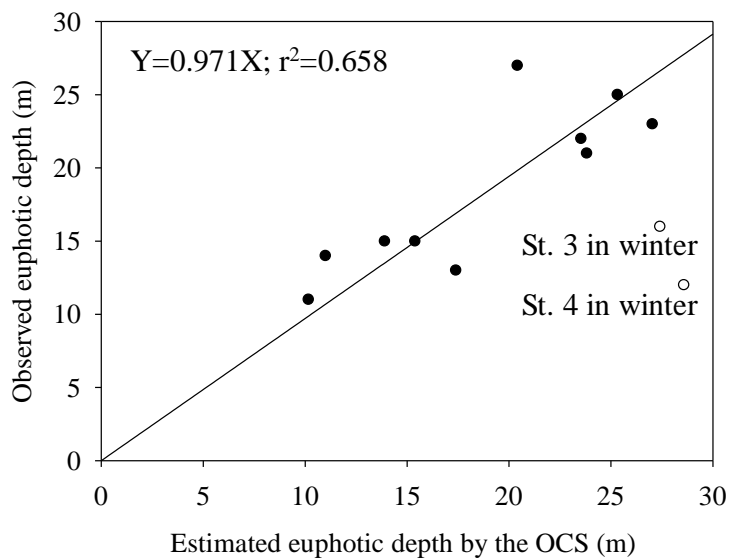 30
25
20
15
10
5
0
Observed euphotic depth (m)
Y=0.971X; r²=0.658
St. 3 in winter
St. 4 in winter
0 5 10 15 20 25 30
Estimated euphotic depth by the OCS (m)